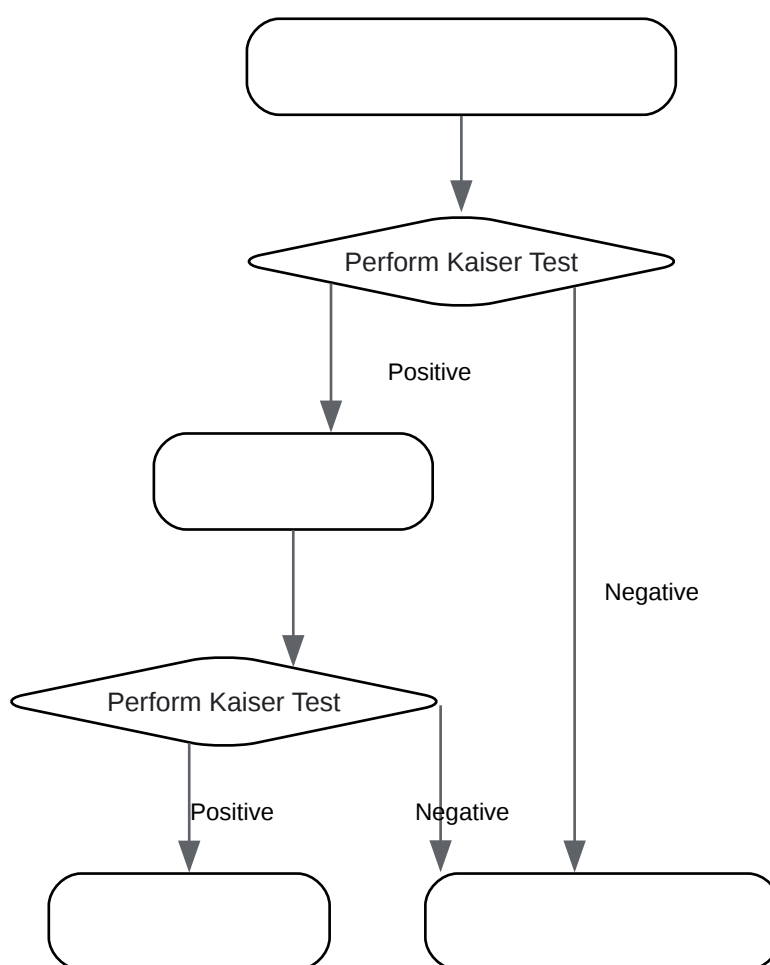 Perform Kaiser Test
Positive
Negative
Perform Kaiser Test
Positive
Negative